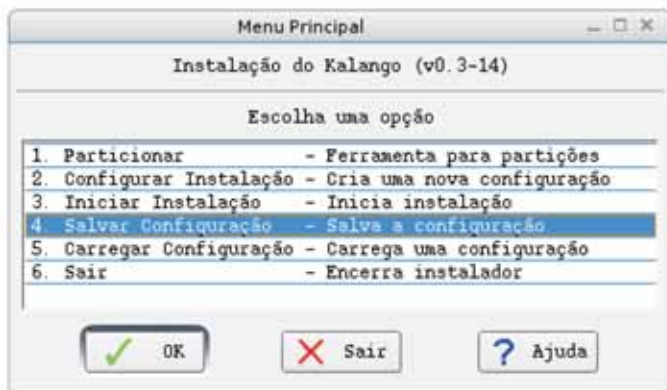 Menu Principal
Instalação do Kalango (v0.3-14)
Escolha uma opção
1. Particionar - Ferramenta para partições
2. Configurar Instalação - Cria uma nova configuração
3. Iniciar Instalação - Inicia instalação
4. Salvar Configuração - Salva a configuração
5. Carregar Configuração - Carrega uma configuração
6. Sair - Encerra instalador
OK Sair Ajuda